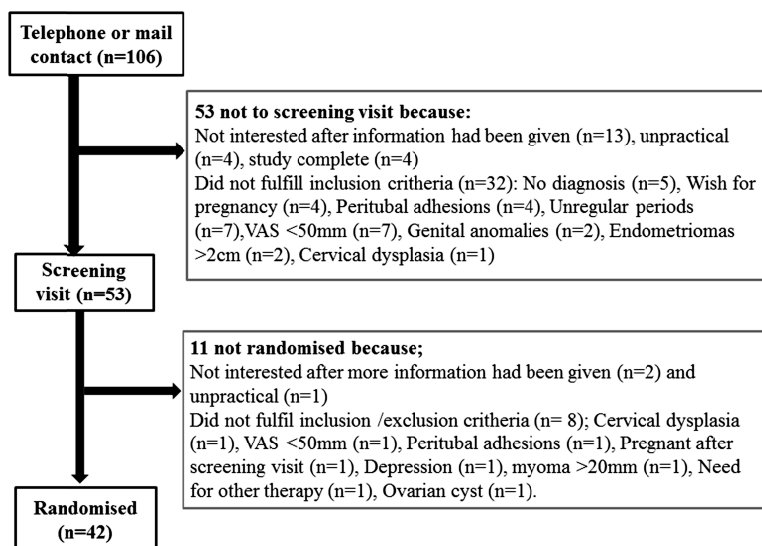 Telephone or mail
contact (n=106)
53 not to screening visit because:
Not interested after information had been given (n=13), unpractical
(n=4), study complete (n=4)
Did not fulfill inclusion critheria (n=32): No diagnosis (n=5), Wish for
pregnancy (n=4), Peritubal adhesions (n=4), Unregular periods
(n=7),VAS <50mm (n=7), Genital anomalies (n=2), Endometriomas
>2cm (n=2), Cervical dysplasia (n=1)
Screening
visit (n=53)
11 not randomised because;
Not interested after more information had been given (n=2) and
unpractical (n=1)
Did not fulfil inclusion /exclusion critheria (n= 8); Cervical dysplasia
(n=1), VAS <50mm (n=1), Peritubal adhesions (n=1), Pregnant after
screening visit (n=1), Depression (n=1), myoma >20mm (n=1), Need
for other therapy (n=1), Ovarian cyst (n=1).
Randomised
(n=42)